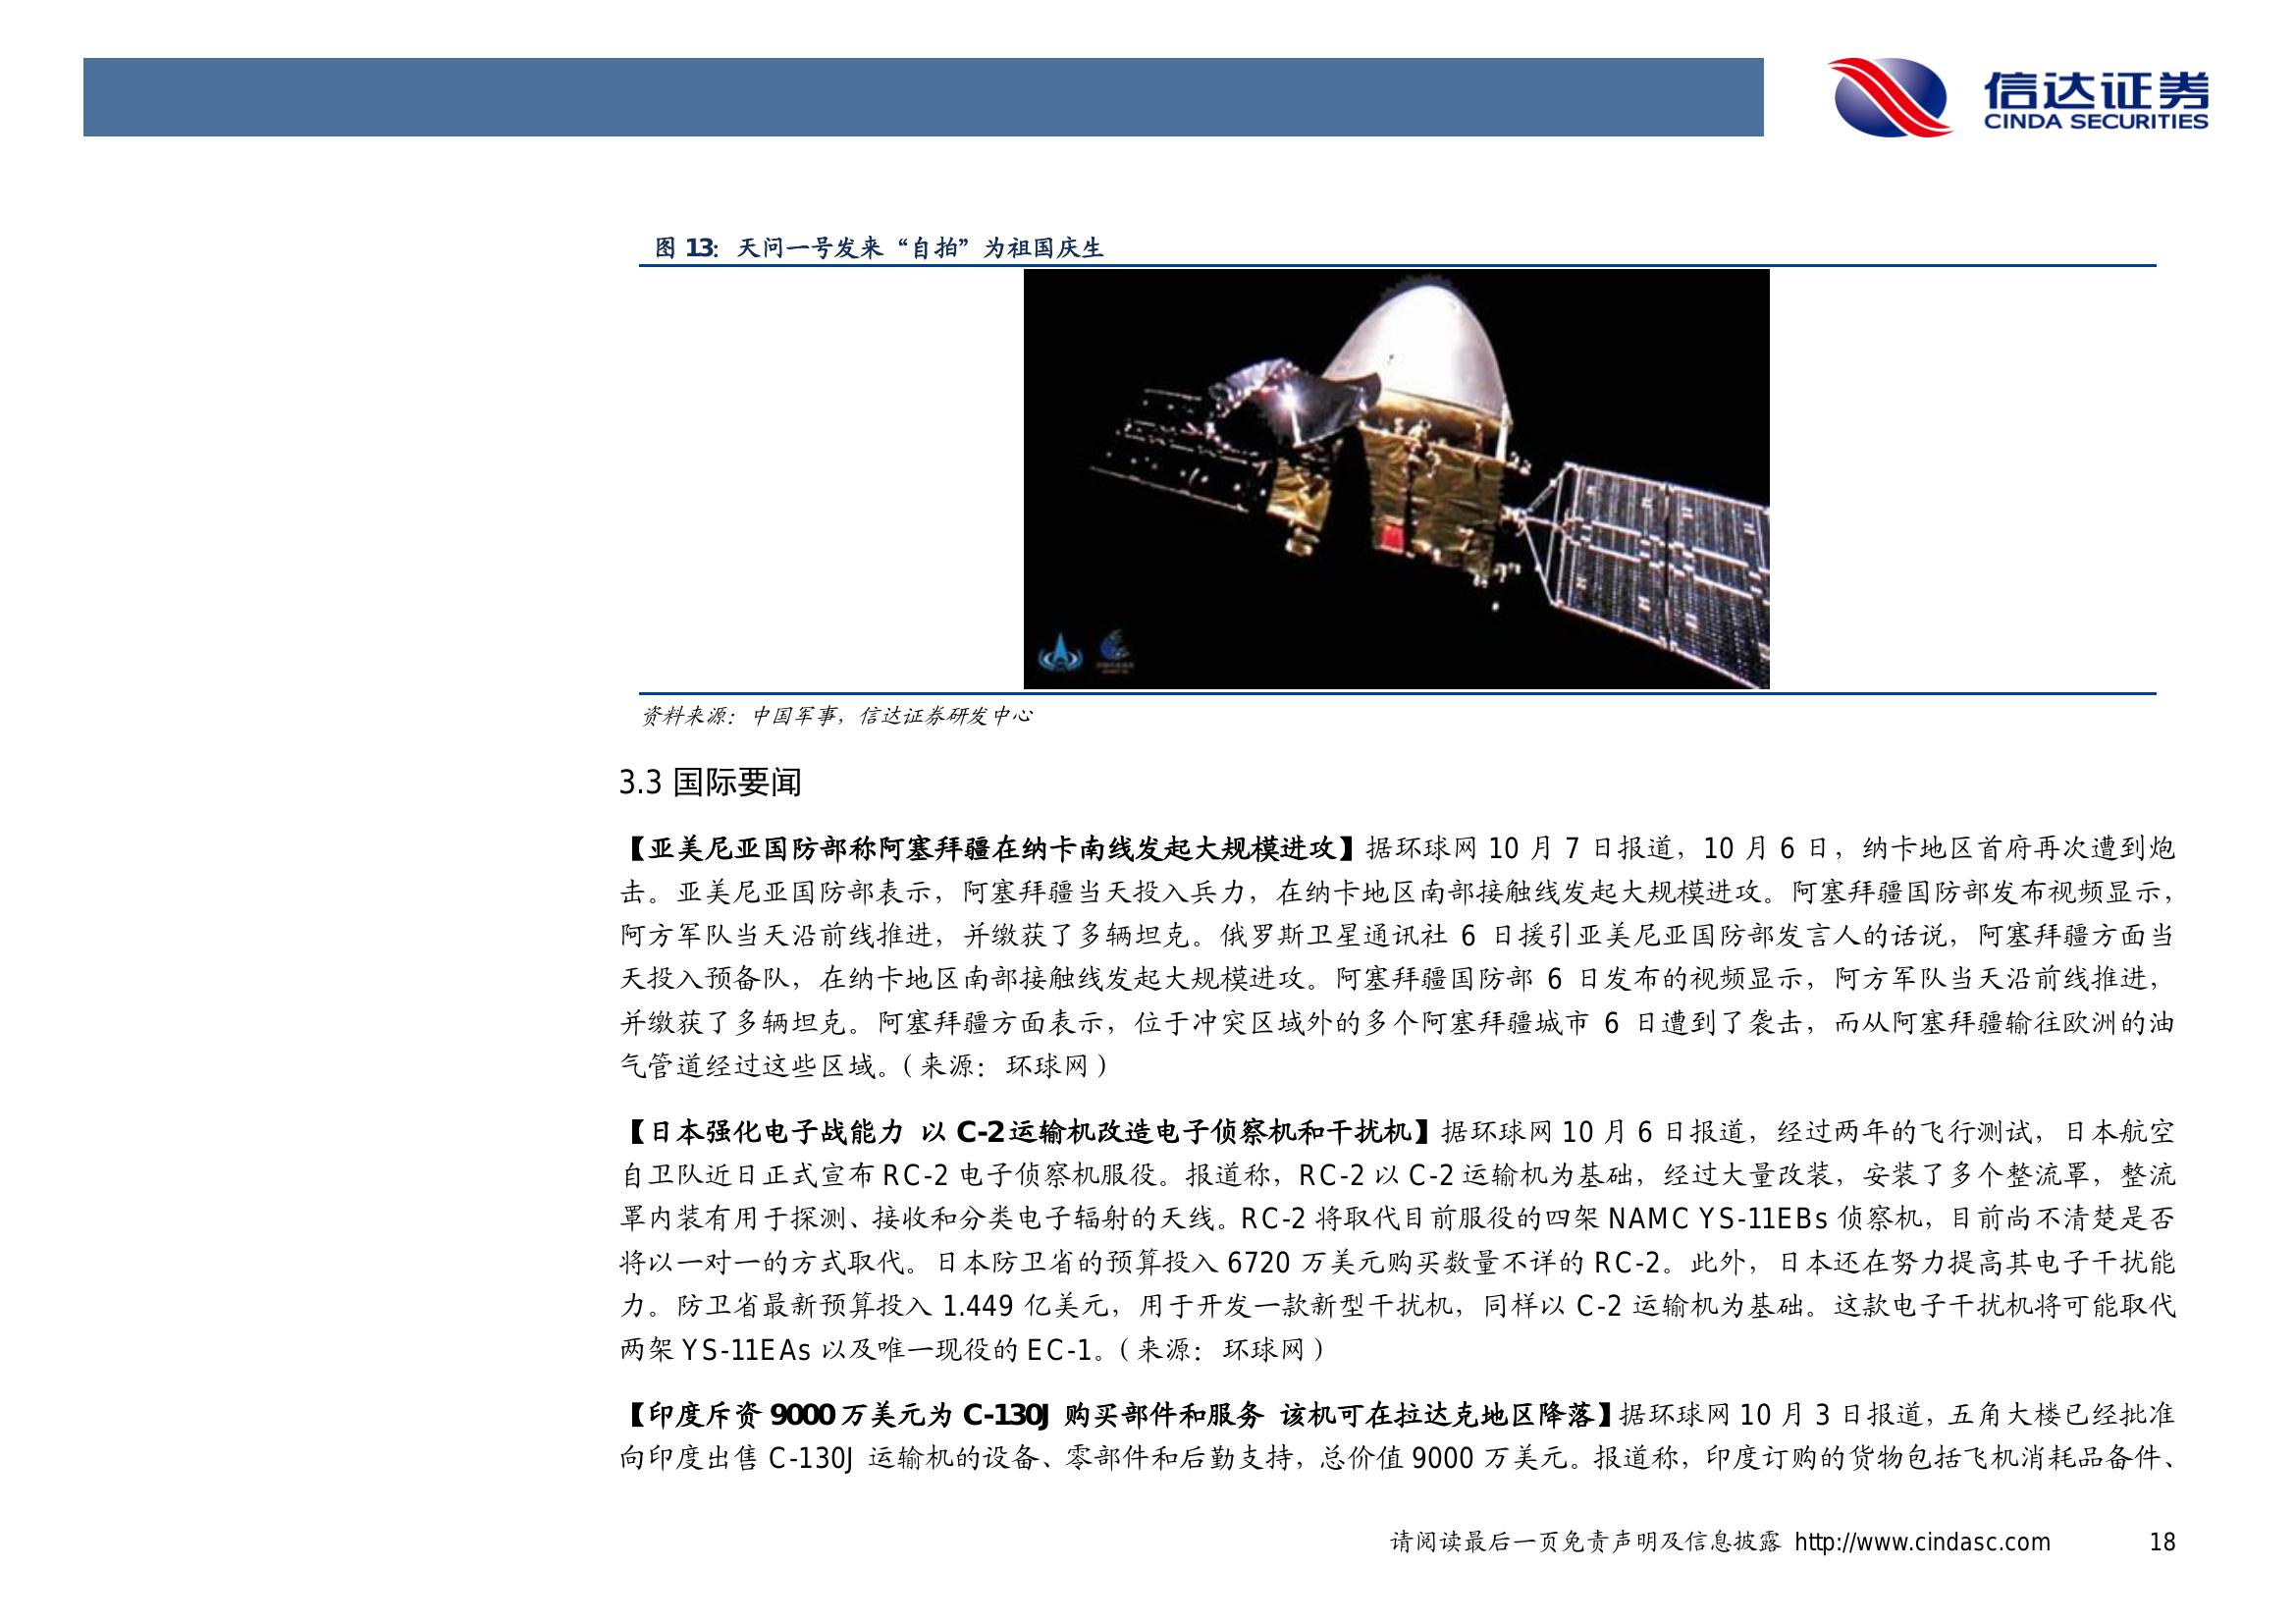 信达证券
CINDA SECURITIES
图 13：天问一号发来“自拍”为祖国庆生
资料来源：中国军事，信达证券研发中心
3.3 国际要闻
【亚美尼亚国防部称阿塞拜疆在纳卡南线发起大规模进攻】据环球网 10 月 7 日报道，10 月 6 日，纳卡地区首府再次遭到炮
击。亚美尼亚国防部表示，阿塞拜疆当天投入兵力，在纳卡地区南部接触线发起大规模进攻。阿塞拜疆国防部发布视频显示，
阿方军队当天沿前线推进，并缴获了多辆坦克。俄罗斯卫星通讯社 6 日援引亚美尼亚国防部发言人的话说，阿塞拜疆方面当
天投入预备队，在纳卡地区南部接触线发起大规模进攻。阿塞拜疆国防部 6 日发布的视频显示，阿方军队当天沿前线推进，
并缴获了多辆坦克。阿塞拜疆方面表示，位于冲突区域外的多个阿塞拜疆城市 6 日遭到了袭击，而从阿塞拜疆输往欧洲的油
气管道经过这些区域。（来源：环球网）
【日本强化电子战能力 以 C-2 运输机改造电子侦察机和干扰机】据环球网 10 月 6 日报道，经过两年的飞行测试，日本航空
自卫队近日正式宣布 RC-2 电子侦察机服役。报道称，RC-2 以 C-2 运输机为基础，经过大量改装，安装了多个整流罩，整流
罩内装有用于探测、接收和分类电子辐射的天线。RC-2 将取代目前服役的四架 NAMC YS-11EBs 侦察机，目前尚不清楚是否
将以一对一的方式取代。日本防卫省的预算投入 6720 万美元购买数量不详的 RC-2。此外，日本还在努力提高其电子干扰能
力。防卫省最新预算投入 1.449 亿美元，用于开发一款新型干扰机，同样以 C-2 运输机为基础。这款电子干扰机将可能取代
两架 YS-11EAs 以及唯一现役的 EC-1。（来源：环球网）
【印度斥资 9000 万美元为 C-130J 购买部件和服务 该机可在拉达克地区降落】据环球网 10 月 3 日报道，五角大楼已经批准
向印度出售 C-130J 运输机的设备、零部件和后勤支持，总价值 9000 万美元。报道称，印度订购的货物包括飞机消耗品备件、
请阅读最后一页免责声明及信息披露 http://www.cindasc.com 18